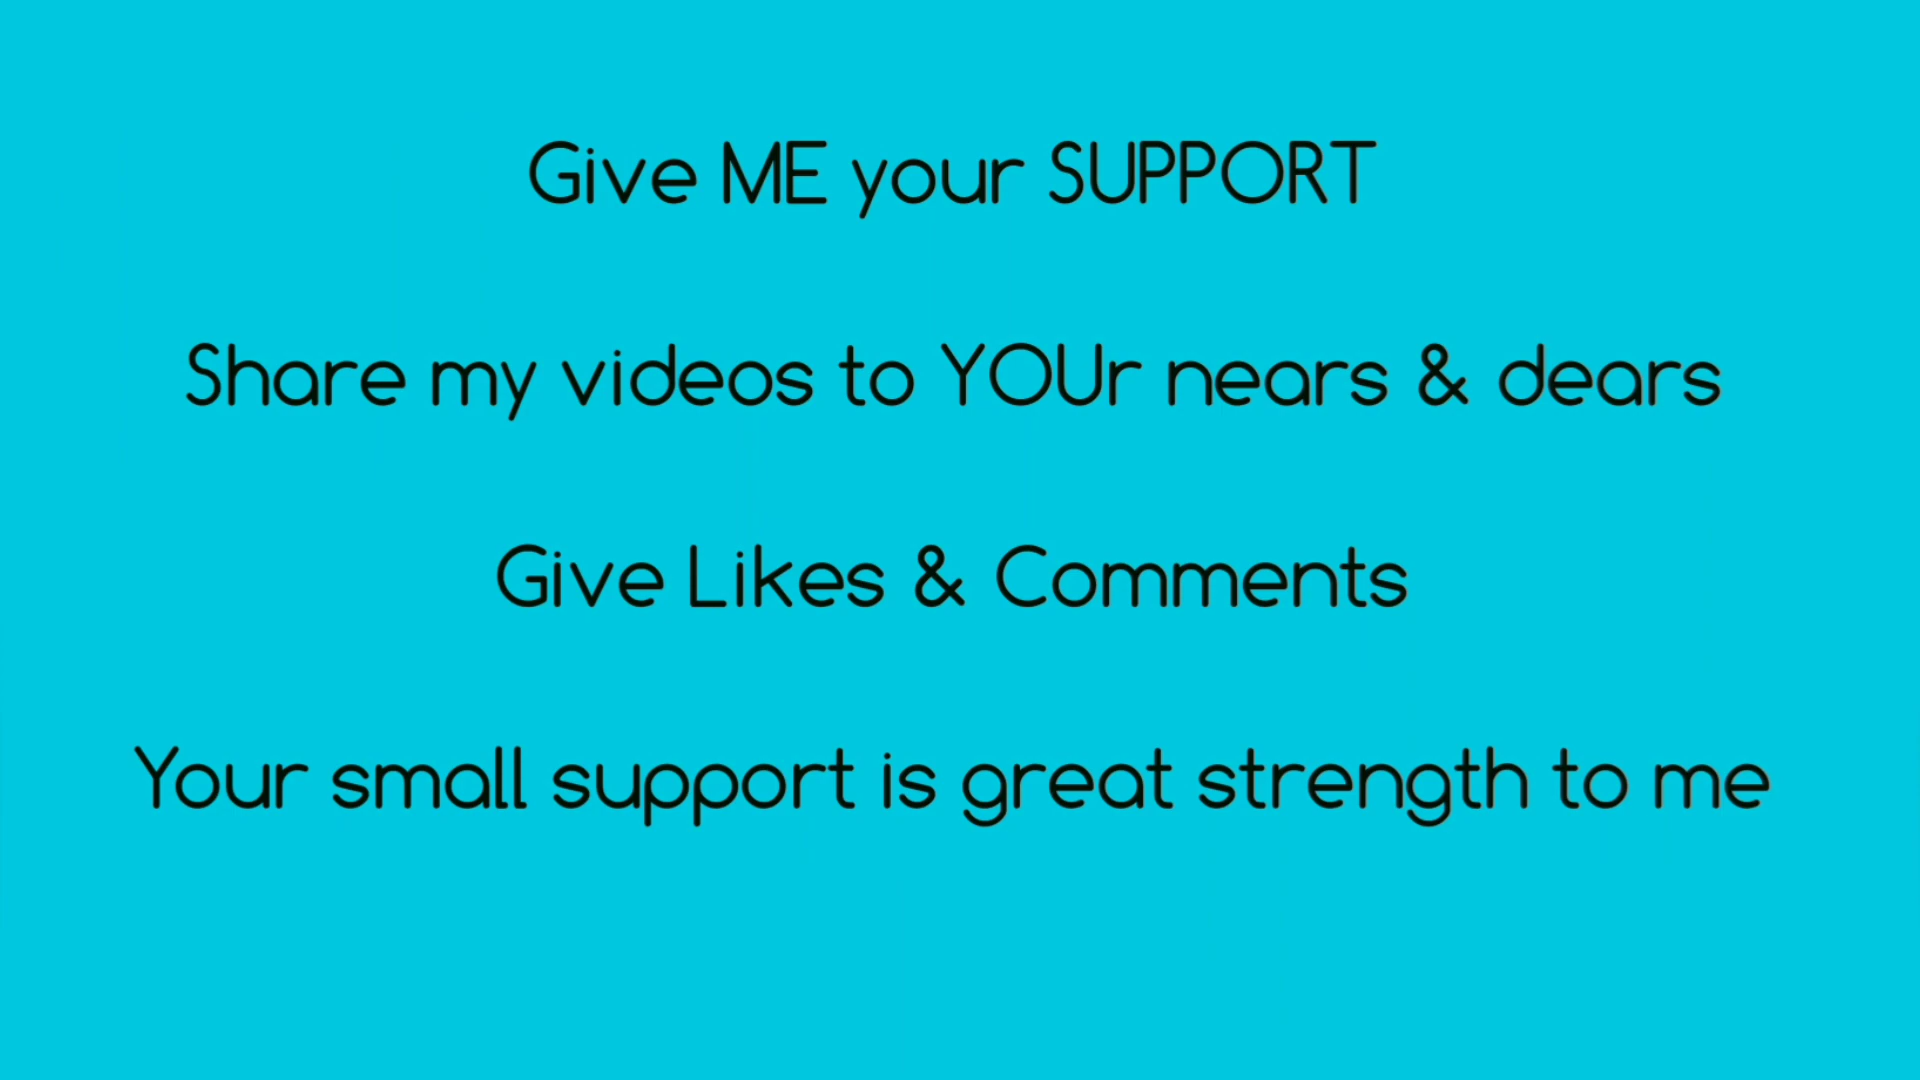 Give ME your SUPPORT
Share my videos to YOUr nears & dears
Give Likes & Comments
Your small support is great strength to me